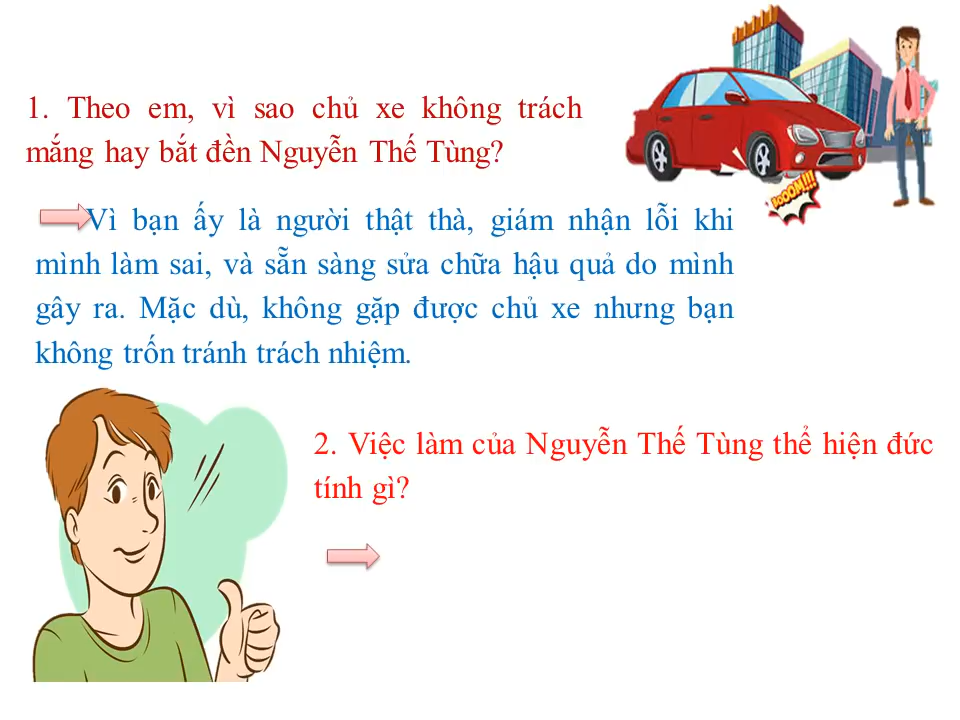 1. Theo em, vì sao chủ xe không trách
mắng hay bắt đền Nguyễn Thế Tùng?
Vì bạn ấy là người thật thà, giám nhận lỗi khi
mình làm sai, và sẵn sàng sửa chữa hậu quả do mình
gây ra. Mặc dù, không gặp được chủ xe nhưng bạn
không trốn tránh trách nhiệm.
BOOOM!!!
2. Việc làm của Nguyễn Thế Tùng thể hiện đức
tính gì?